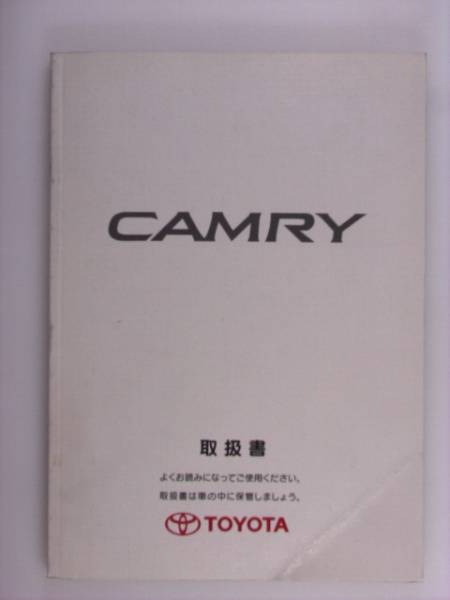 CAMRY
取扱書
よくお読みになってご使用ください。
取扱書は車の中に保管しましょう。
TOYOTA